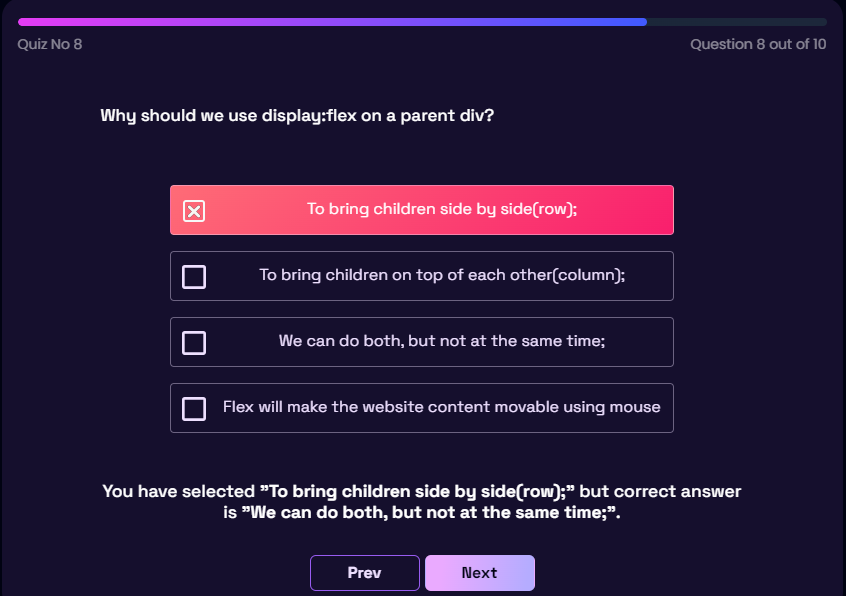 Quiz No 8
Question 8 out of 10
Why should we use display:flex on a parent div?
To bring children side by side(row);
To bring children on top of each other(column);
We can do both, but not at the same time;
Flex will make the website content movable using mouse
You have selected ”To bring children side by side(row);” but correct answer
is ”We can do both, but not at the same time;”.
Prev
Next